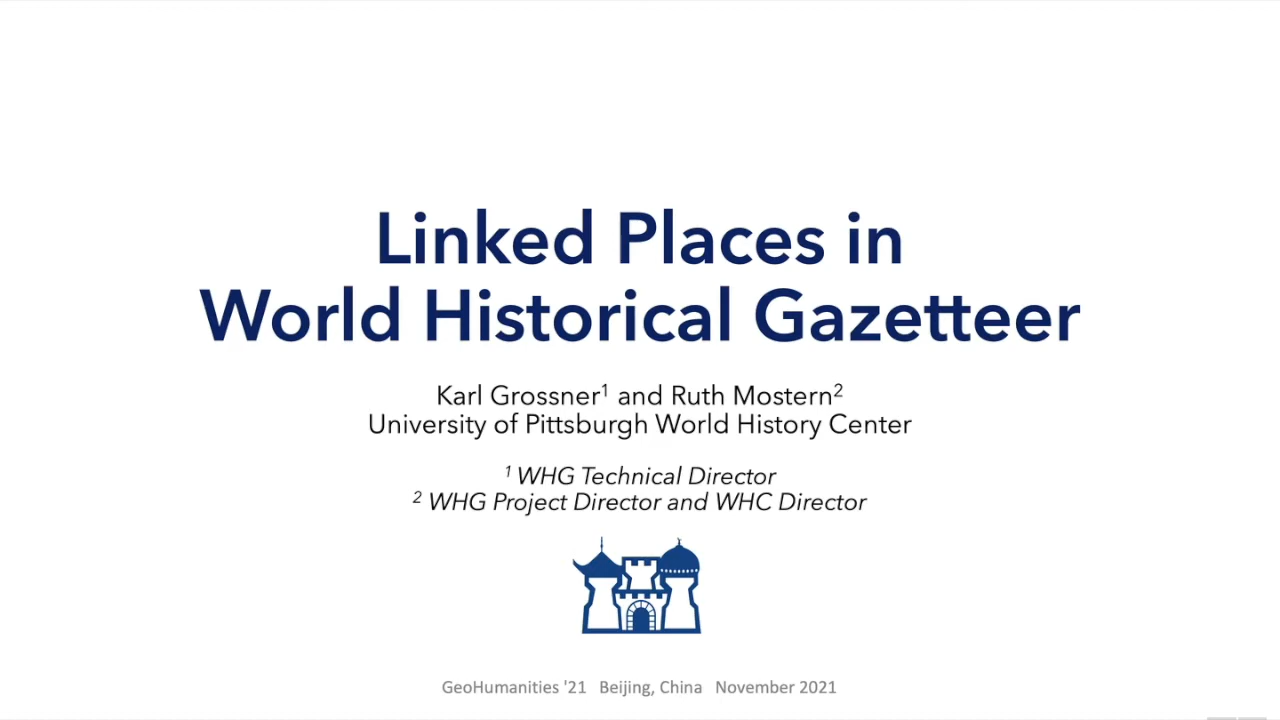 Linked Places in
World Historical Gazetteer
Karl Grossner¹ and Ruth Mostern²
University of Pittsburgh World History Center
¹ WHG Technical Director
² WHG Project Director and WHC Director
GeoHumanities '21 Beijing, China November 2021